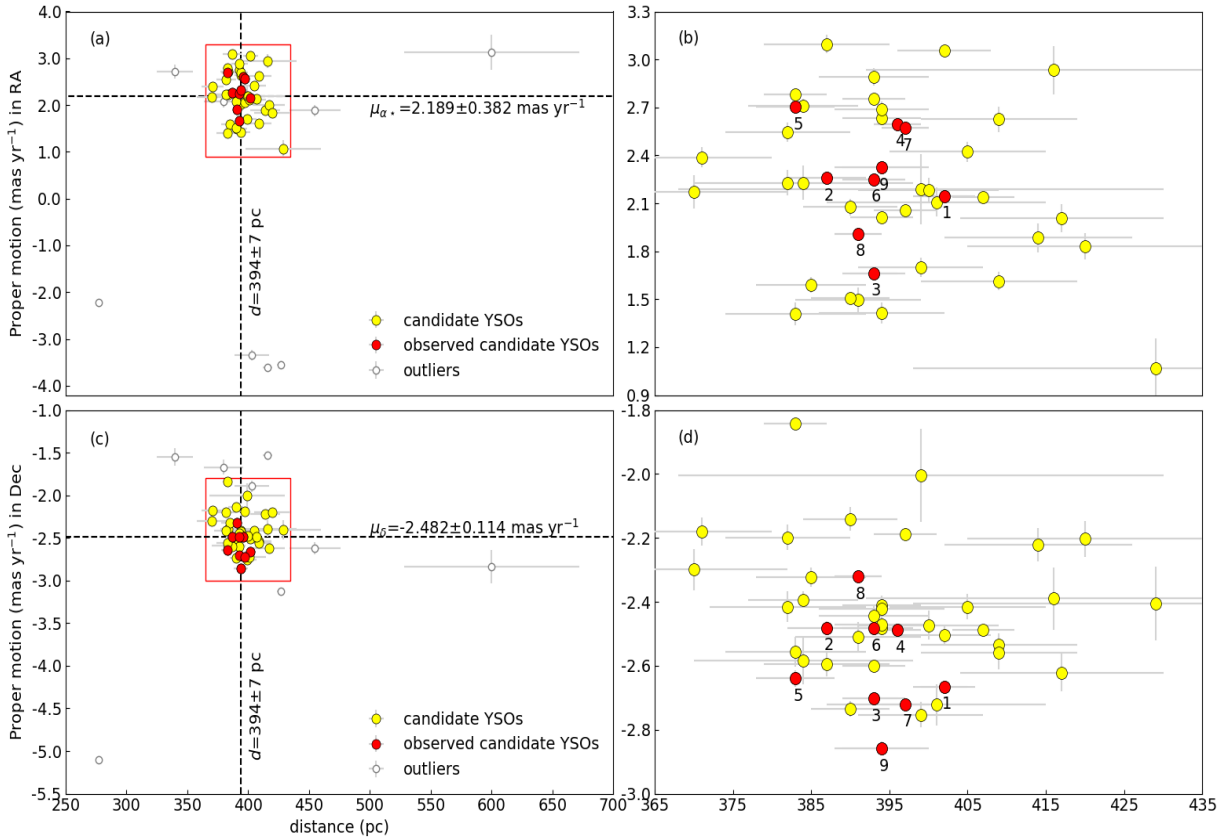 (a)
4.0
3.0
2.0
1.0
0.0
-1.0
-2.0
-3.0
-4.0
Proper motion (mas yr⁻¹) in RA
μα⋆=2.189±0.382 mas yr⁻¹
d=394±7 pc
candidate YSOs
observed candidate YSOs
outliers
(b)
3.3
3.0
2.7
2.4
2.1
1.8
1.5
1.2
0.9
5
4
7
9
2
6
1
8
3
(c)
-1.0
-1.5
-2.0
-2.5
-3.0
-3.5
-4.0
-4.5
-5.0
-5.5
Proper motion (mas yr⁻¹) in Dec
μδ=-2.482±0.114 mas yr⁻¹
d=394±7 pc
candidate YSOs
observed candidate YSOs
outliers
250 300 350 400 450 500 550 600 650 700
distance (pc)
(d)
-1.8
-2.0
-2.2
-2.4
-2.6
-2.8
-3.0
8
2
6
4
5
1
3
7
9
365 375 385 395 405 415 425 435